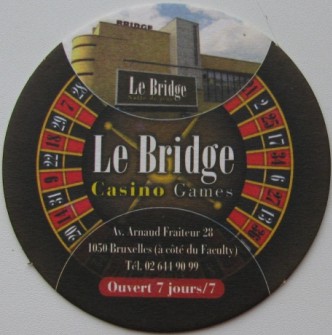 BRIDGE
Le Bridge
Le Bridge
Casino Games
Av. Arnaud Fraiteur 28
1050 Bruxelles (à côté du Faculty)
Tél. 02 644 90 99
Ouvert 7 jours/7